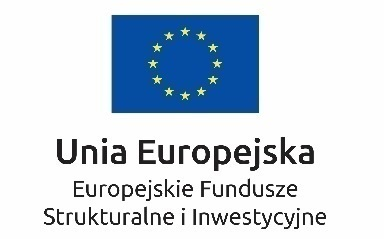 Unia Europejska
Europejskie Fundusze
Strukturalne i Inwestycyjne